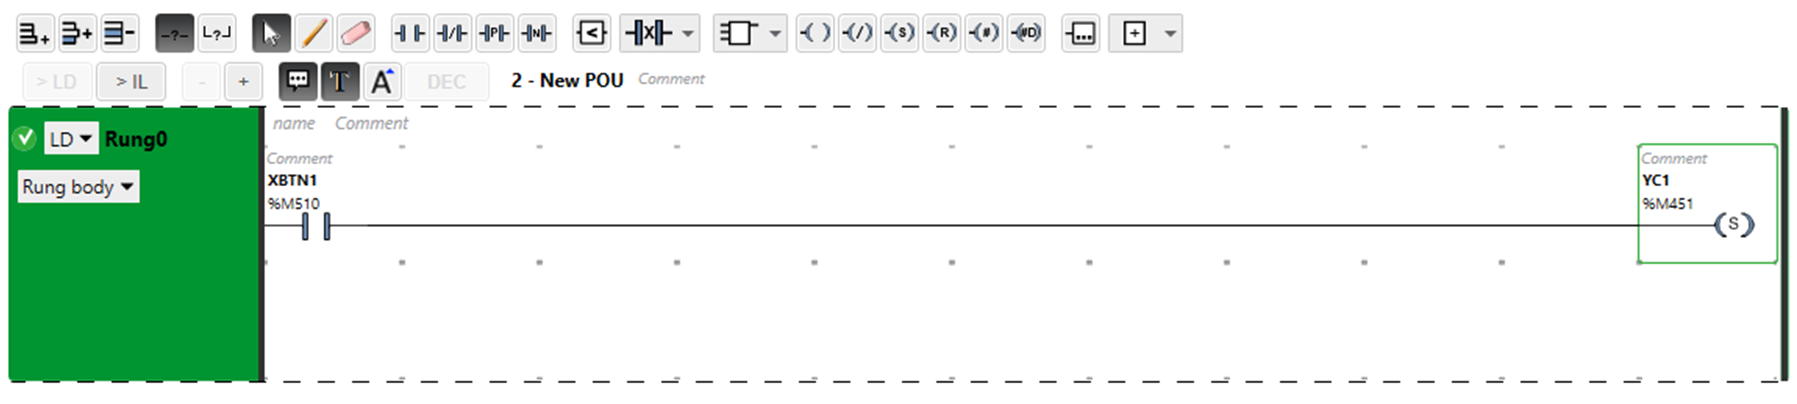 -?- L?J P N < X ( ) (/) (S) (R) (#) (#D) ... +
> LD > IL - + T A DEC 2 - New POU Comment
LD Rung0
Rung body
name Comment
Comment
XBTN1
%M510
Comment
YC1
%M451
(S)